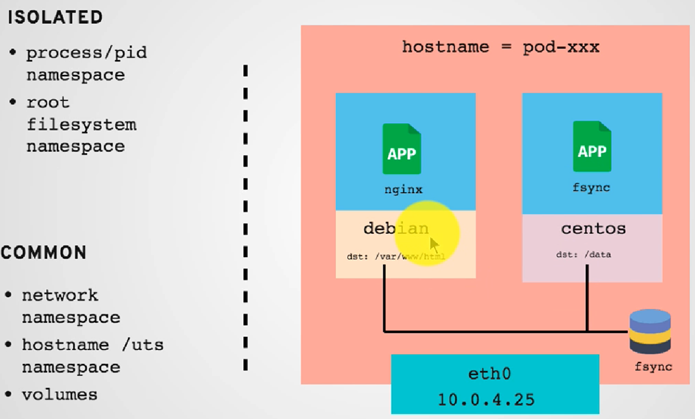 ISOLATED
• process/pid
namespace
• root
filesystem
namespace
COMMON
• network
namespace
• hostname /uts
namespace
• volumes
hostname = pod-xxx
APP
nginx
debian
dst: /var/www/html
APP
fsync
centos
dst: /data
fsync
eth0
10.0.4.25